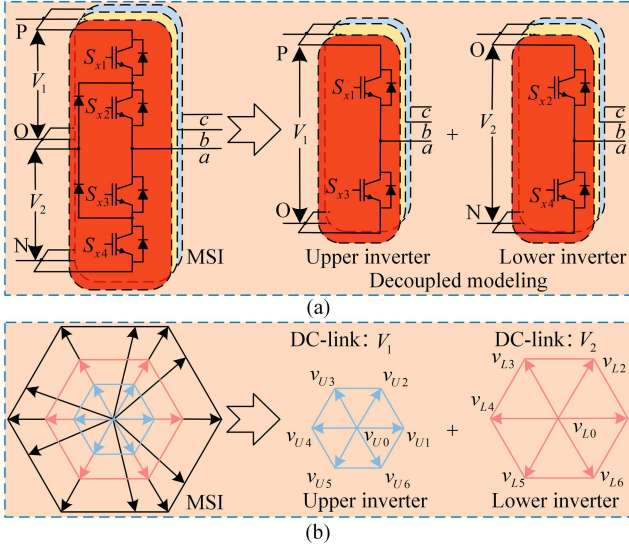 P
V1
O
V2
N
Sx1
Sx2
Sx3
Sx4
c
b
a
MSI
P
V1
O
Sx1
Sx3
c
b
a
Upper inverter
+
O
V2
N
Sx2
Sx4
c
b
a
Lower inverter
Decoupled modeling
(a)
MSI
DC-link: V1
vU3
vU2
vU4
vU0
vU1
vU5
vU6
Upper inverter
+
DC-link: V2
vL3
vL2
vL4
vL0
vL5
vL6
Lower inverter
(b)